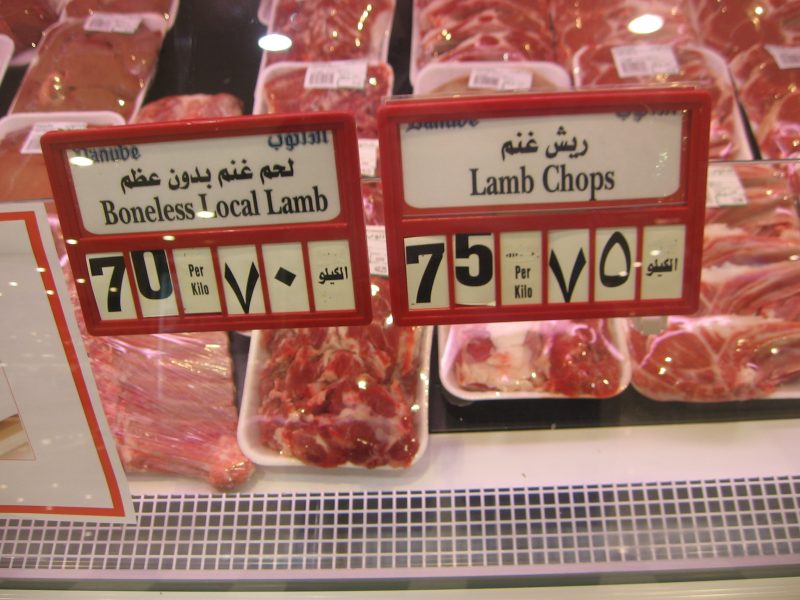 Danube الدانوب
لحم غنم بدون عظم
Boneless Local Lamb
70 Per Kilo ٧٠ الكيلو
Danube الدانوب
ريش غنم
Lamb Chops
75 Per Kilo ٧٥ الكيلو